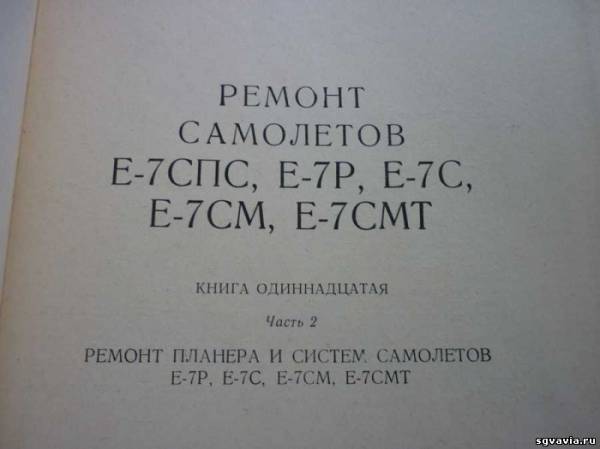 РЕМОНТ
САМОЛЕТОВ
Е-7СПС, Е-7Р, Е-7С,
Е-7СМ, Е-7СМТ
КНИГА ОДИННАДЦАТАЯ
Часть 2
РЕМОНТ ПЛАНЕРА И СИСТЕМ САМОЛЕТОВ
Е-7Р, Е-7С, Е-7СМ, Е-7СМТ
sgvavia.ru